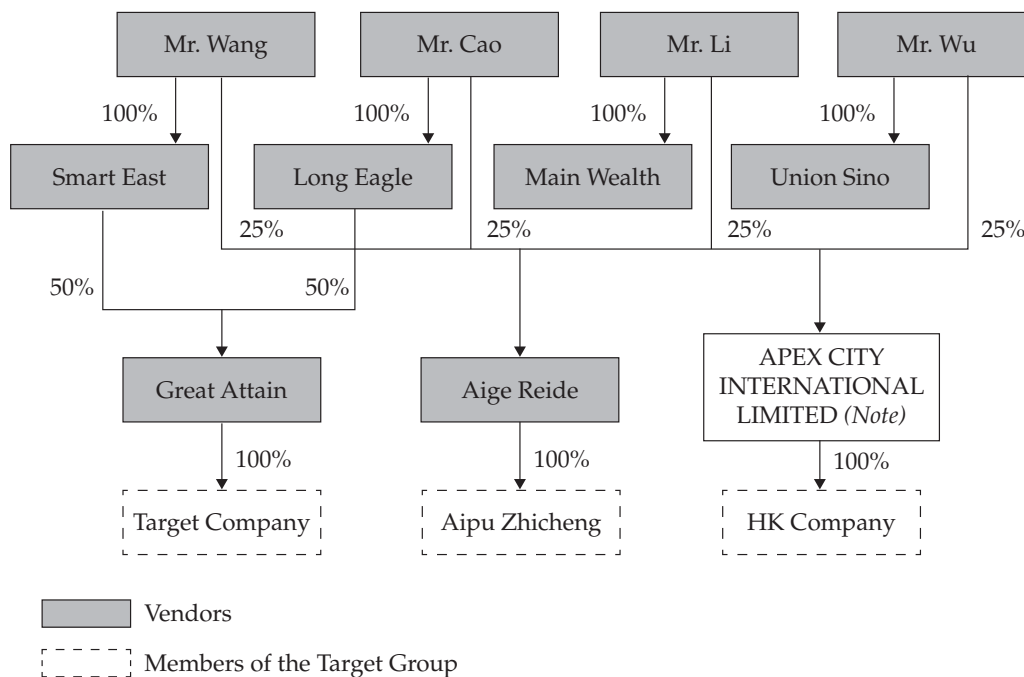 Mr. Wang
Mr. Cao
Mr. Li
Mr. Wu
100%
100%
100%
100%
Smart East
Long Eagle
Main Wealth
Union Sino
25%
25%
25%
25%
50%
50%
Great Attain
Aige Reide
APEX CITY
INTERNATIONAL
LIMITED (Note)
100%
100%
100%
Target Company
Aipu Zhicheng
HK Company
Vendors
Members of the Target Group